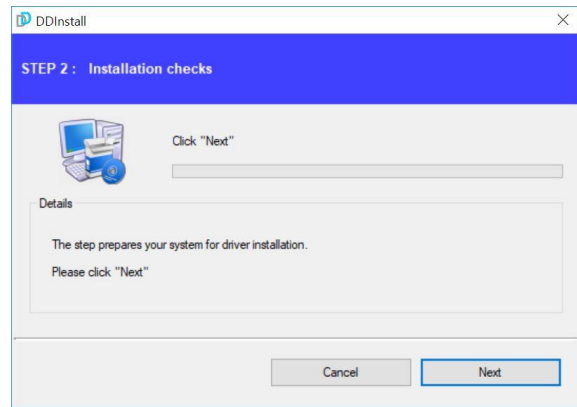 DDInstall
STEP 2 : Installation checks
Click "Next"
Details
The step prepares your system for driver installation.
Please click "Next"
Cancel
Next